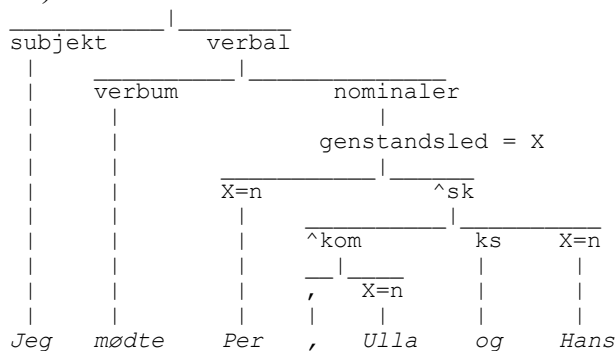 subjekt verbal
verbum nominaler
genstandsled = X
X=n ^sk
^kom ks X=n
, X=n
Jeg mødte Per , Ulla og Hans